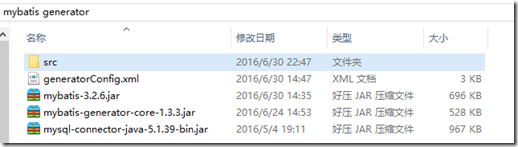 mybatis generator
名称 修改日期 类型 大小
src 2016/6/30 22:47 文件夹
generatorConfig.xml 2016/6/30 14:47 XML 文档 3 KB
mybatis-3.2.6.jar 2016/6/30 14:35 好压 JAR 压缩文件 696 KB
mybatis-generator-core-1.3.3.jar 2016/6/24 14:53 好压 JAR 压缩文件 528 KB
mysql-connector-java-5.1.39-bin.jar 2016/5/4 19:11 好压 JAR 压缩文件 967 KB